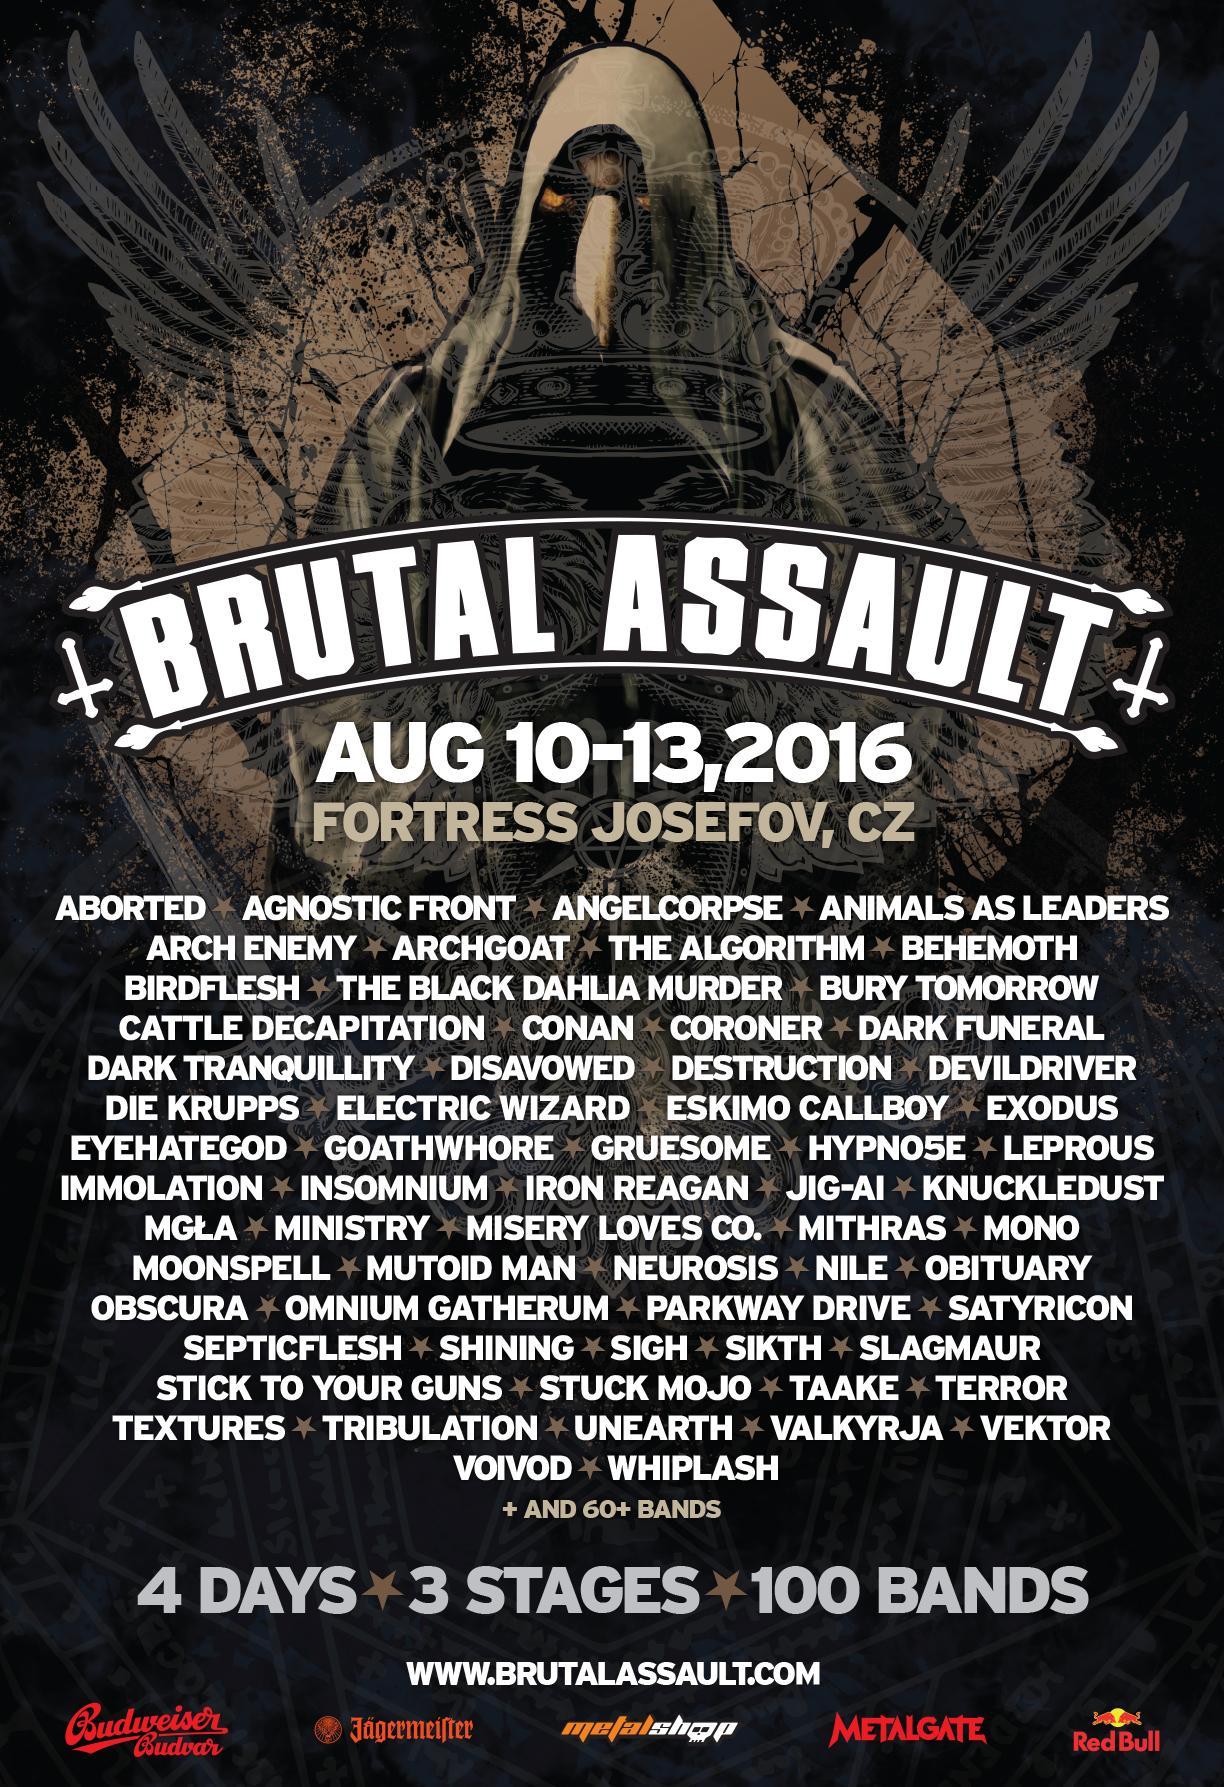 BRUTAL ASSAULT
AUG 10-13,2016
FORTRESS JOSEFOV, CZ
ABORTED ★ AGNOSTIC FRONT ★ ANGELCORPSE ★ ANIMALS AS LEADERS
ARCH ENEMY ★ ARCHGOAT ★ THE ALGORITHM ★ BEHEMOTH
BIRDFLESH ★ THE BLACK DAHLIA MURDER ★ BURY TOMORROW
CATTLE DECAPITATION ★ CONAN ★ CORONER ★ DARK FUNERAL
DARK TRANQUILLITY ★ DISAVOWED ★ DESTRUCTION ★ DEVILDRIVER
DIE KRUPPS ★ ELECTRIC WIZARD ★ ESKIMO CALLBOY ★ EXODUS
EYEHATEGOD ★ GOATHWHORE ★ GRUESOME ★ HYPNO5E ★ LEPROUS
IMMOLATION ★ INSOMNIUM ★ IRON REAGAN ★ JIG-AI ★ KNUCKLEDUST
MGŁA ★ MINISTRY ★ MISERY LOVES CO. ★ MITHRAS ★ MONO
MOONSPELL ★ MUTOID MAN ★ NEUROSIS ★ NILE ★ OBITUARY
OBSCURA ★ OMNIUM GATHERUM ★ PARKWAY DRIVE ★ SATYRICON
SEPTICFLESH ★ SHINING ★ SIGH ★ SIKTH ★ SLAGMAUR
STICK TO YOUR GUNS ★ STUCK MOJO ★ TAAKE ★ TERROR
TEXTURES ★ TRIBULATION ★ UNEARTH ★ VALKYRJA ★ VEKTOR
VOIVOD ★ WHIPLASH
+ AND 60+ BANDS
4 DAYS ★ 3 STAGES ★ 100 BANDS
WWW.BRUTALASSAULT.COM
Budweiser Budvar Jägermeister metalshop METALGATE Red Bull